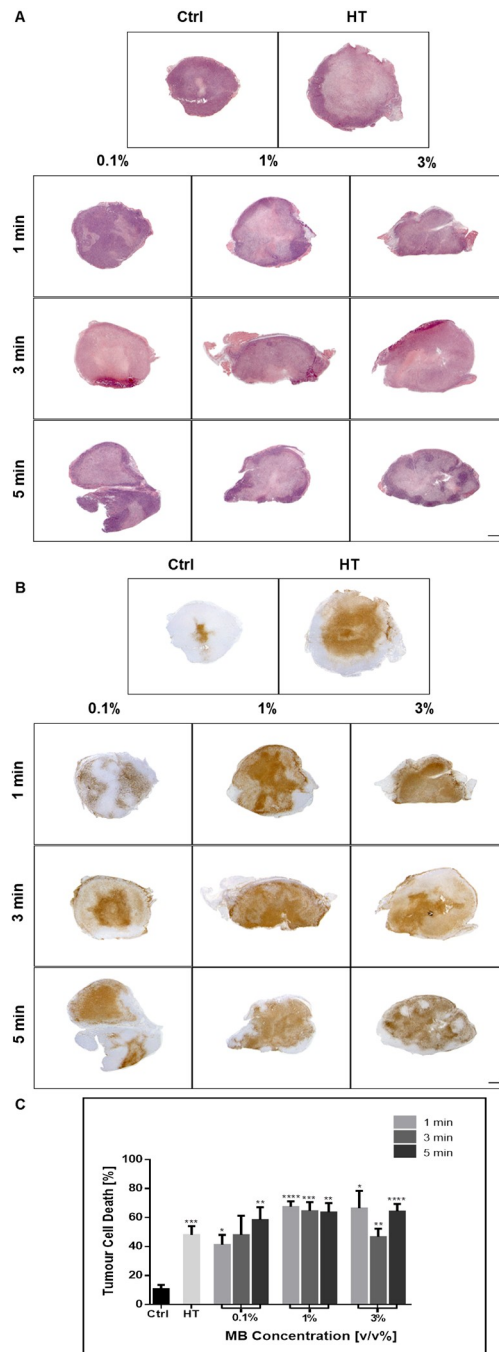 A
Ctrl HT
0.1% 1% 3%
1 min
3 min
5 min
B
Ctrl HT
0.1% 1% 3%
1 min
3 min
5 min
C
1 min
3 min
5 min
Tumour Cell Death [%]
100
80
60
40
20
0
*** * ** **** *** ** * ** ****
Ctrl HT 0.1% 1% 3%
MB Concentration [v/v%]